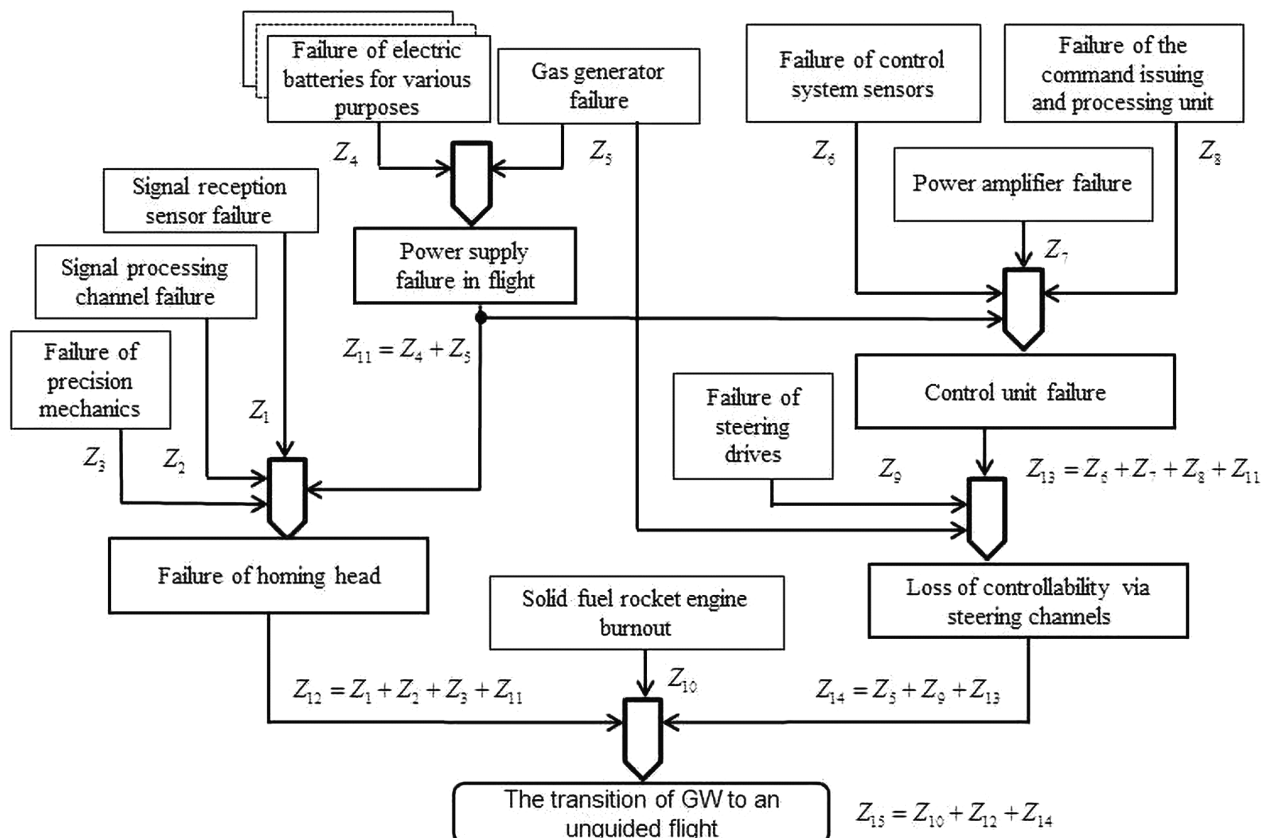 Failure of electric
batteries for various
purposes
Gas generator
failure
Failure of control
system sensors
Failure of the
command issuing
and processing unit
Z₄
Z₅
Z₆
Z₈
Power amplifier failure
Signal reception
sensor failure
Z₇
Power supply
failure in flight
Signal processing
channel failure
Z₁₁ = Z₄ + Z₅
Failure of
precision
mechanics
Control unit failure
Failure of
steering
drives
Z₁
Z₂
Z₃
Z₉
Z₁₃ = Z₆ + Z₇ + Z₈ + Z₁₁
Failure of homing head
Solid fuel rocket engine
burnout
Loss of controllability via
steering channels
Z₁₂ = Z₁ + Z₂ + Z₃ + Z₁₁
Z₁₀
Z₁₄ = Z₅ + Z₉ + Z₁₃
The transition of GW to an
unguided flight
Z₁₅ = Z₁₀ + Z₁₂ + Z₁₄